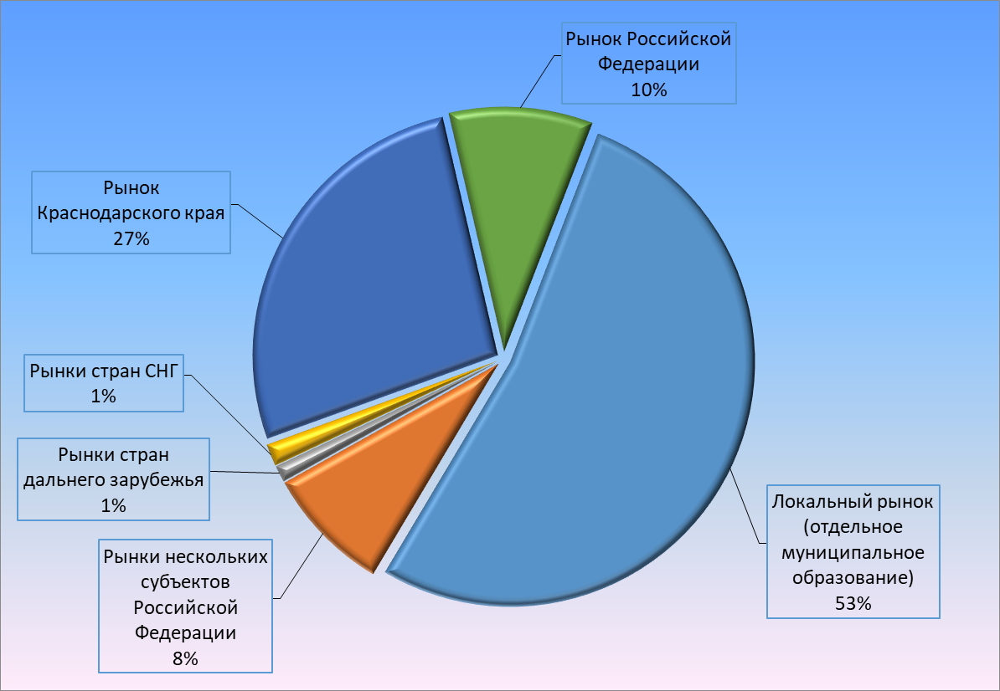 Рынок Российской
Федерации
10%
Рынок
Краснодарского края
27%
Рынки стран СНГ
1%
Рынки стран
дальнего зарубежья
1%
Рынки нескольких
субъектов
Российской
Федерации
8%
Локальный рынок
(отдельное
муниципальное
образование)
53%